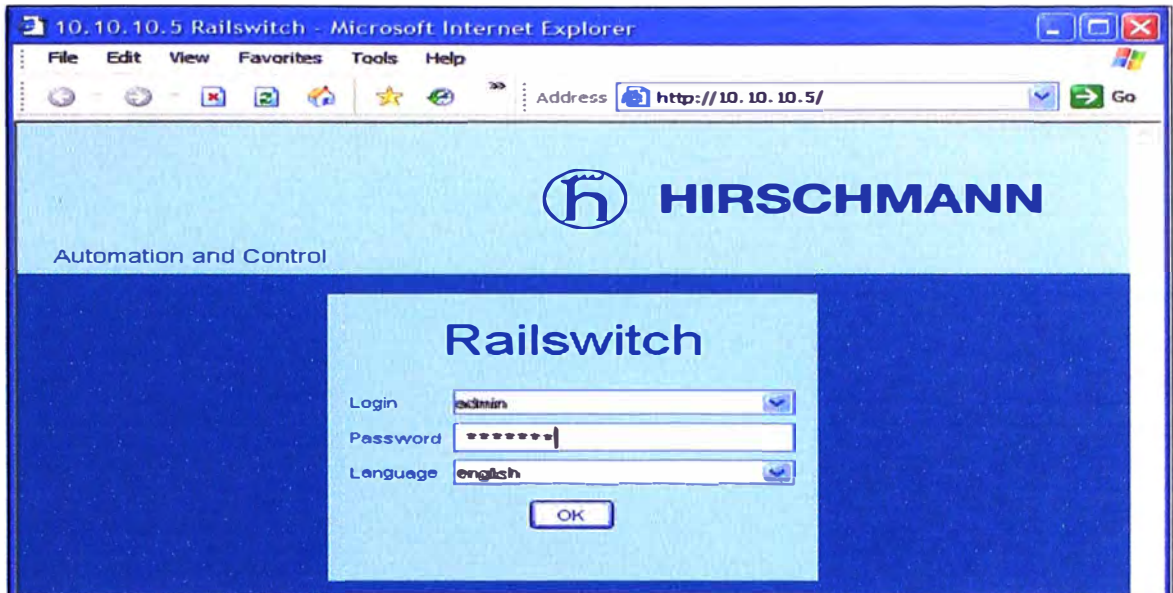 10.10.10.5 Railswitch - Microsoft Internet Explorer
File Edit View Favorites Tools Help
Address http://10.10.10.5/ Go
HIRSCHMANN
Automation and Control
Railswitch
Login admin
Password *******
Language english
OK